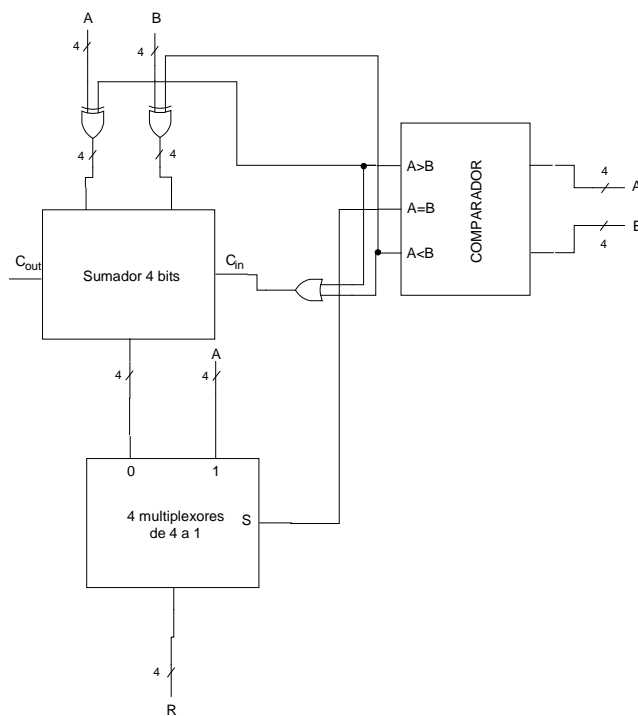 A
B
4
4
4
4
A>B
A=B
A<B
COMPARADOR
4
A
B
4
Cout
Sumador 4 bits
Cin
4
A
4
0
1
4 multiplexores
de 4 a 1
S
4
R